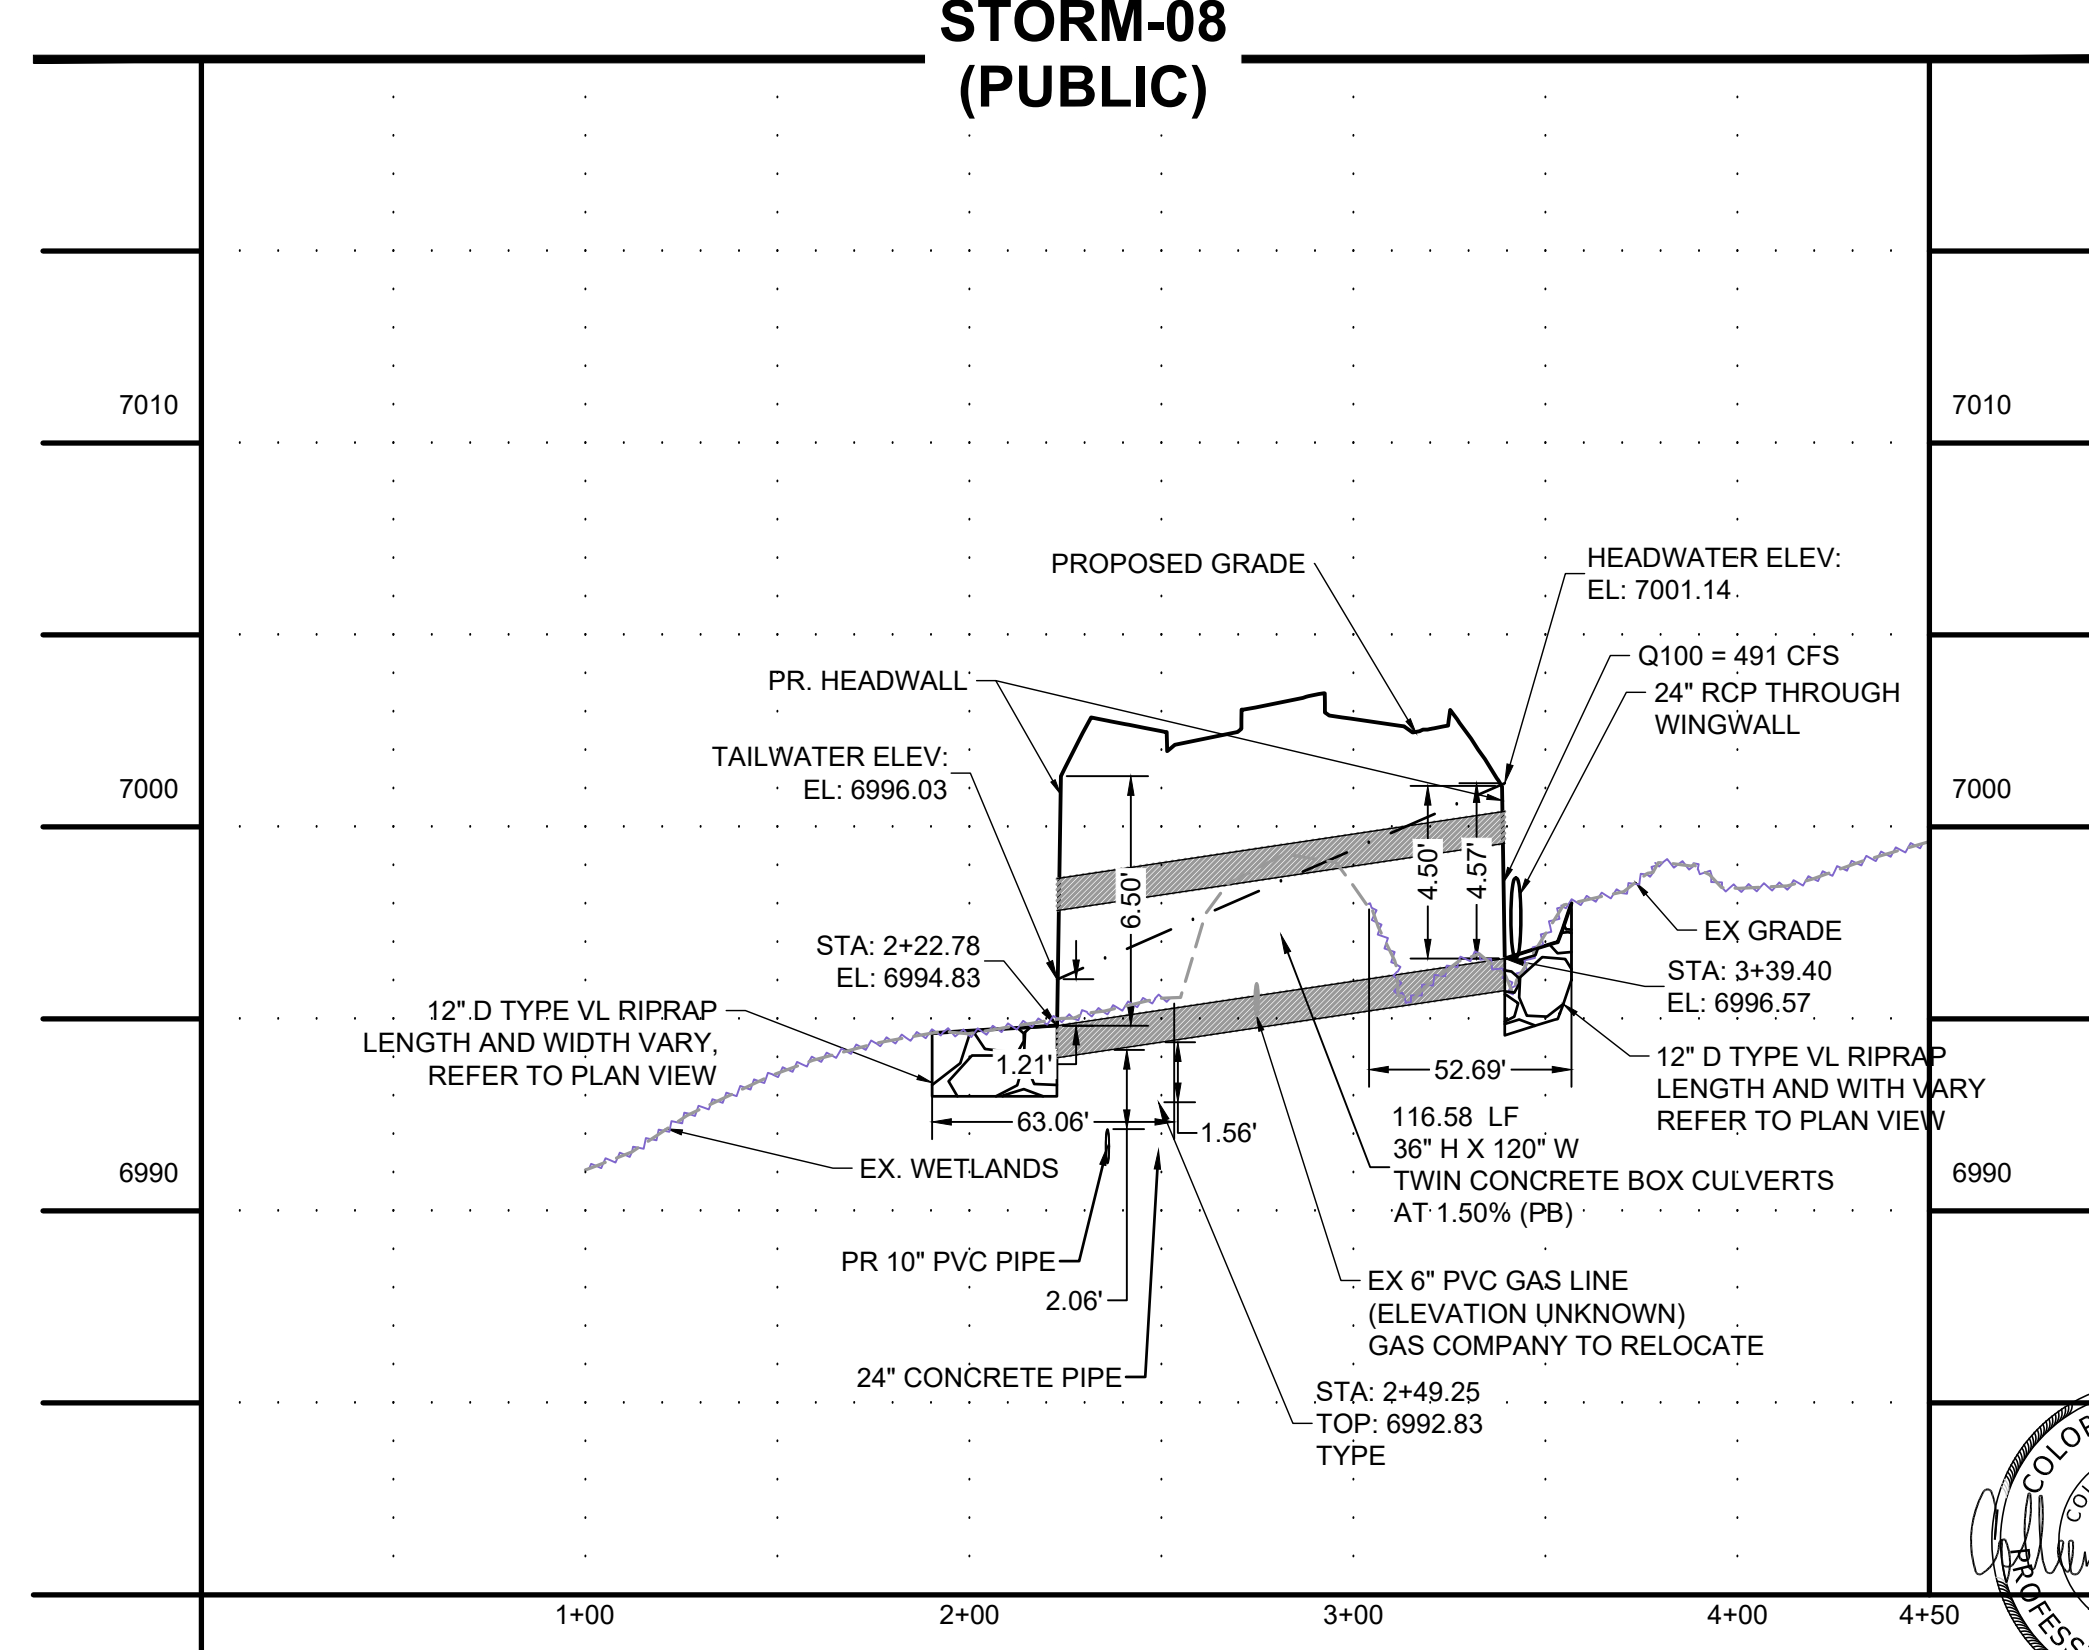 STORM-08
(PUBLIC)
7010
7010
PROPOSED GRADE
HEADWATER ELEV:
EL: 7001.14
Q100 = 491 CFS
PR. HEADWALL
24" RCP THROUGH
WINGWALL
TAILWATER ELEV:
EL: 6996.03
7000
7000
6.50'
4.50'
4.57'
STA: 2+22.78
EL: 6994.83
EX GRADE
STA: 3+39.40
EL: 6996.57
12" D TYPE VL RIPRAP
LENGTH AND WIDTH VARY,
REFER TO PLAN VIEW
1.21'
52.69'
12" D TYPE VL RIPRAP
LENGTH AND WITH VARY
REFER TO PLAN VIEW
63.06'
1.56'
116.58 LF
36" H X 120" W
TWIN CONCRETE BOX CULVERTS
AT 1.50% (PB)
EX. WETLANDS
6990
6990
PR 10" PVC PIPE
2.06'
EX 6" PVC GAS LINE
(ELEVATION UNKNOWN)
GAS COMPANY TO RELOCATE
24" CONCRETE PIPE
STA: 2+49.25
TOP: 6992.83
TYPE
1+00
2+00
3+00
4+00
4+50